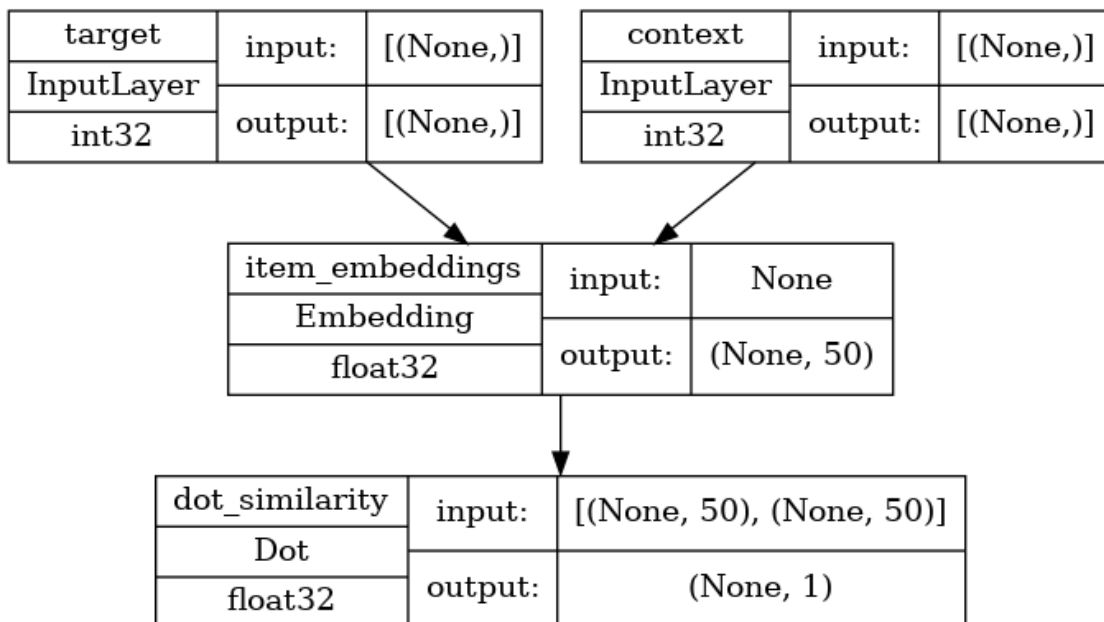 target
InputLayer
int32
input:
[(None,)]
output:
[(None,)]
context
InputLayer
int32
input:
[(None,)]
output:
[(None,)]
item_embeddings
Embedding
float32
input:
None
output:
(None, 50)
dot_similarity
Dot
float32
input:
[(None, 50), (None, 50)]
output:
(None, 1)